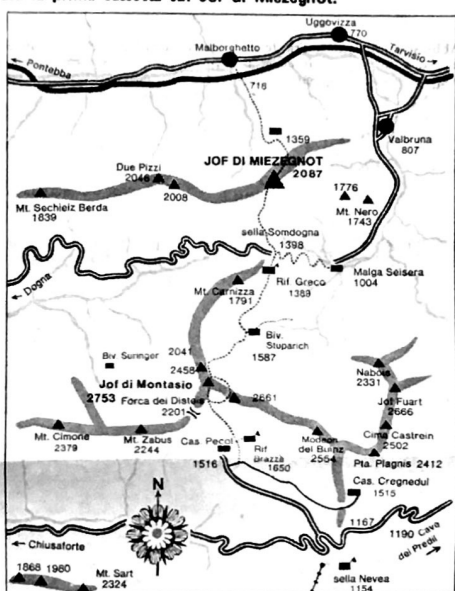 JOF DI MIEZEGNOT.
Uggovizza
770
Malborghetto
Tarvisio
Pontebba
716
Valbruna
807
1359
JOF DI MIEZEGNOT
2087
Due Pizzi
2046
2008
1776
Mt. Nero
1743
Mt. Sechieiz Berda
1839
sella Somdogna
1398
Rif. Greco
1389
Malga Seisera
1004
Dogna
Mt. Carnizza
1791
Biv.
Stuparich
1587
Biv. Suringer
2041
2458
Jof di Montasio
2753
Forca dei Disteis
2201
2661
Nabois
2331
Jof Fuart
2666
Cima Castrein
2502
Mt. Cimone
2379
Mt. Zabus
2244
Cas. Pecol
1516
Rif.
Brazzà
1650
Modeon
del Buinz
2554
Pta. Plagnis 2412
Cas. Cregnedul
1515
N
1167
1190 Cave
del Predil
Chiusaforte
1868 1980
Mt. Sart
2324
sella Nevea
1154